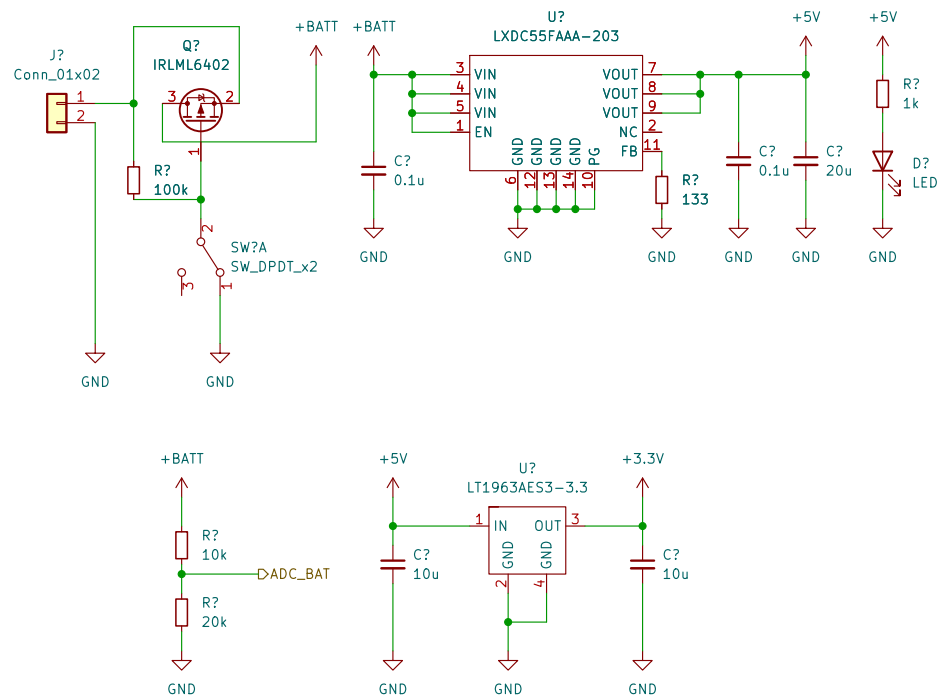 J?
Conn_01x02
1
2
Q?
IRLML6402
3
2
1
+BATT
R?
100k
2
SW?A
SW_DPDT_x2
3
1
GND
GND
+BATT
C?
0.1u
GND
U?
LXDC55FAAA-203
3 VIN
4 VIN
5 VIN
1 EN
VOUT 7
VOUT 8
VOUT 9
NC 2
FB 11
GND GND GND GND PG
6 12 13 14 10
GND
R?
133
GND
C?
0.1u
GND
+5V
C?
20u
GND
+5V
R?
1k
D?
LED
GND
+BATT
R?
10k
ADC_BAT
R?
20k
GND
+5V
C?
10u
GND
U?
LT1963AES3-3.3
1 IN
OUT 3
GND GND
2 4
GND
+3.3V
C?
10u
GND